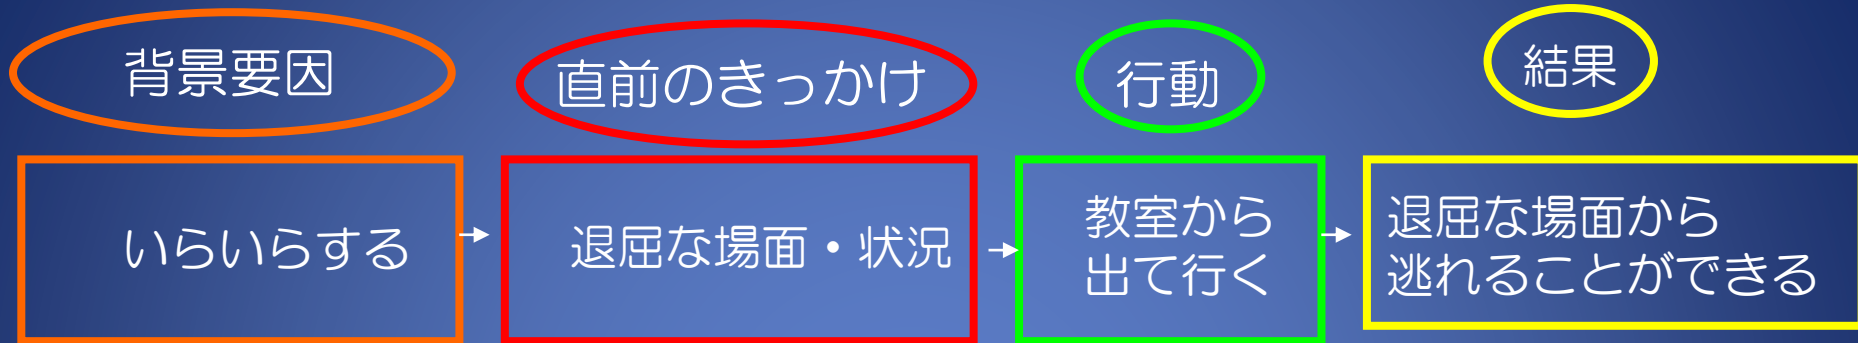 背景要因
直前のきっかけ
行動
結果
いらいらする
退屈な場面・状況
教室から
出て行く
退屈な場面から
逃れることができる